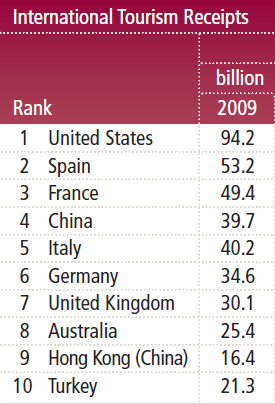 International Tourism Receipts
billion
Rank 2009
1 United States 94.2
2 Spain 53.2
3 France 49.4
4 China 39.7
5 Italy 40.2
6 Germany 34.6
7 United Kingdom 30.1
8 Australia 25.4
9 Hong Kong (China) 16.4
10 Turkey 21.3